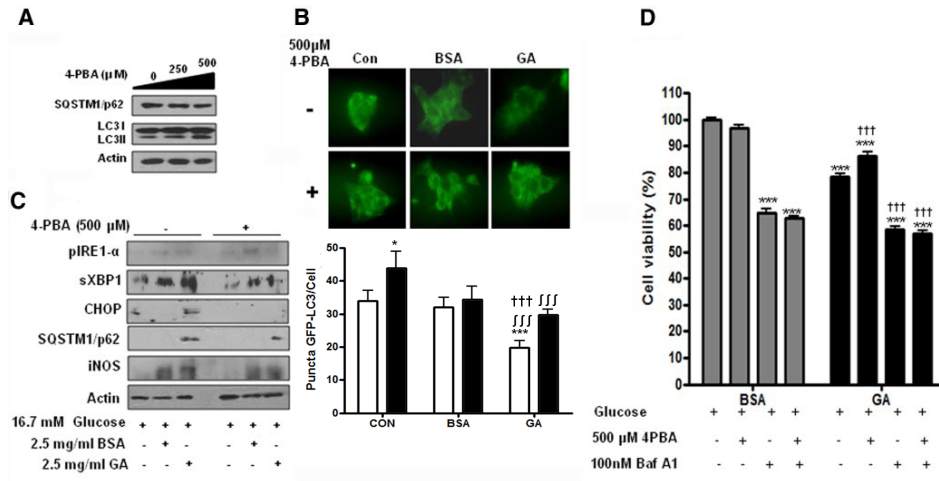 A
4-PBA (µM) 0 250 500
SQSTM1/p62
LC3I
LC3II
Actin
B
500µM
4-PBA
Con BSA GA
-
+
50
40
30
20
10
0
Puncta GFP-LC3/Cell
*
†††
∫∫∫
***
∫∫∫
CON BSA GA
C
4-PBA (500 µM)
- +
pIRE1-α
sXBP1
CHOP
SQSTM1/p62
iNOS
Actin
16.7 mM Glucose + + + + + +
2.5 mg/ml BSA - + - - + -
2.5 mg/ml GA - - + - - +
D
110
100
90
80
70
60
50
40
30
20
10
0
Cell viability (%)
*** ***
***
†††
***
†††
***
†††
***
BSA GA
Glucose + + + + + + + +
500 µM 4PBA - + - + - + - +
100nM Baf A1 - - + + - - + +